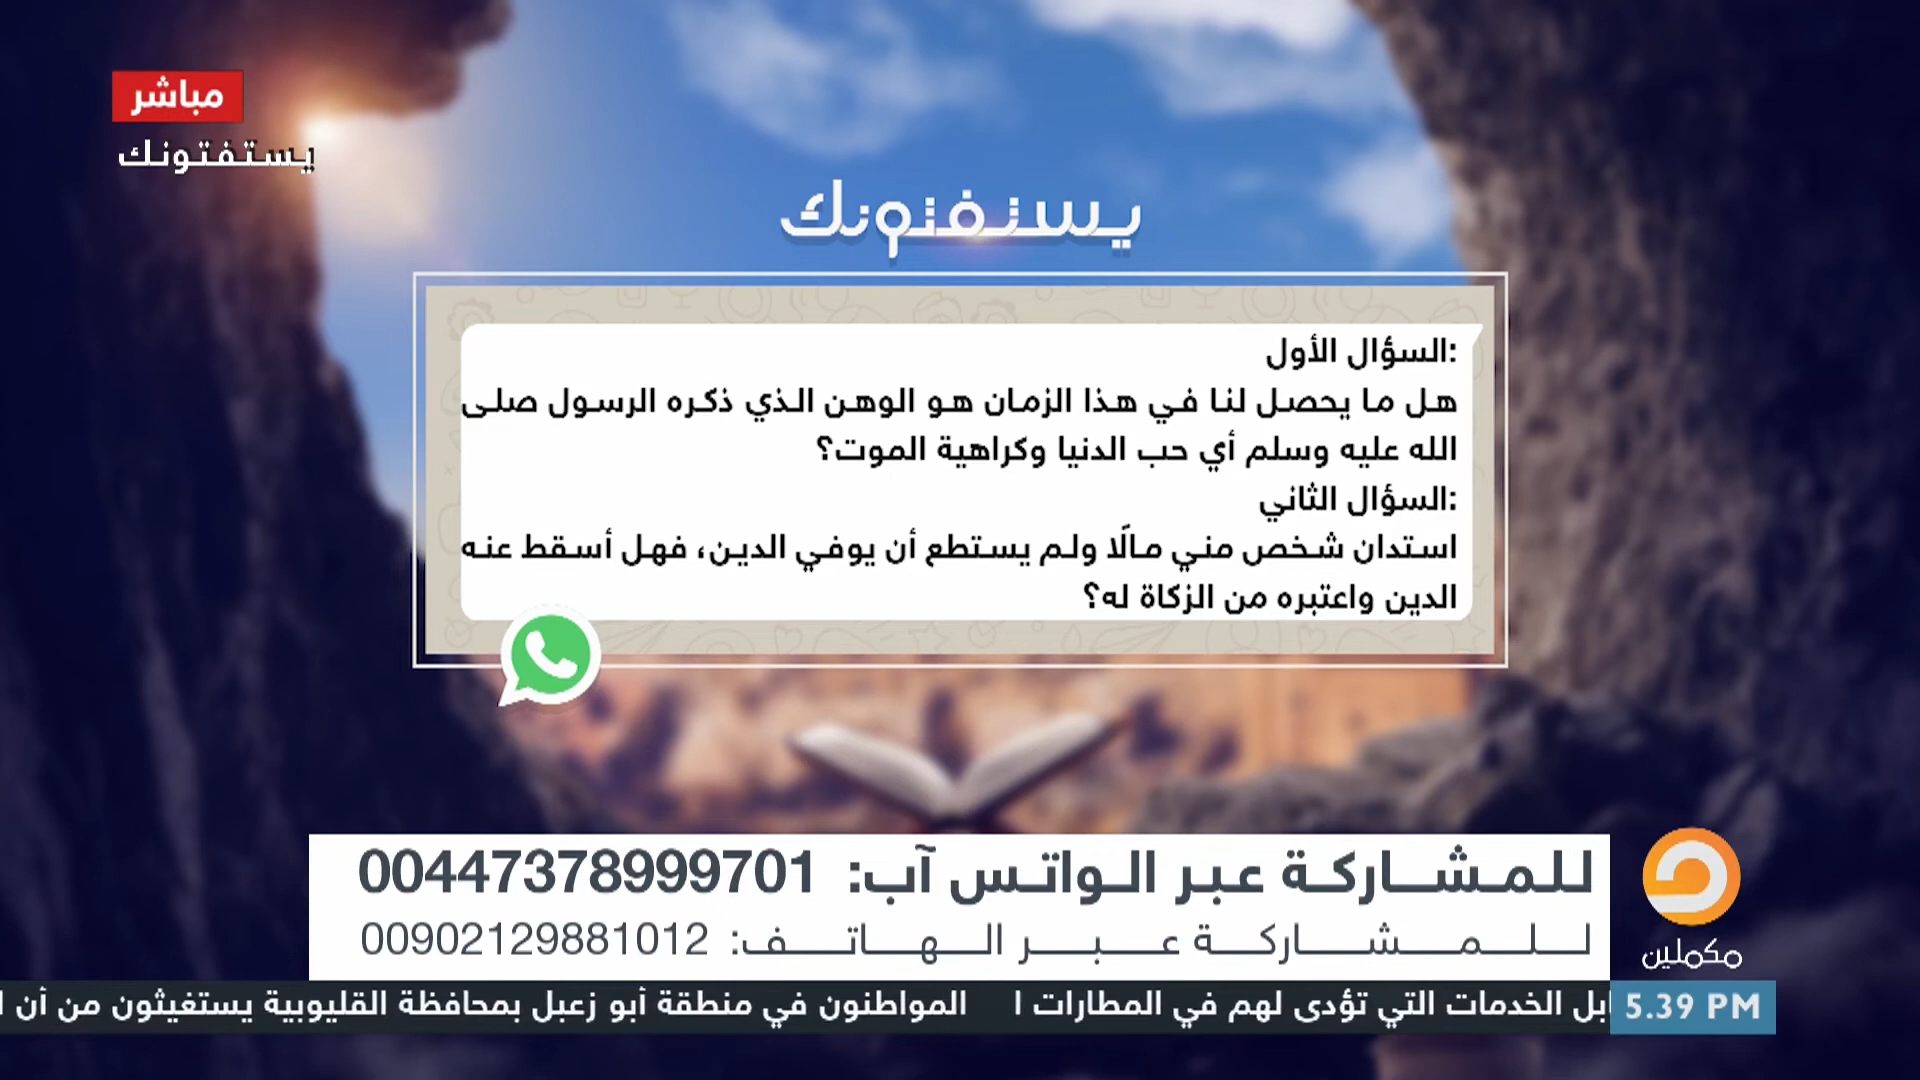 مباشر
يستفتونك
يستفتونك
السؤال الأول:
هل ما يحصل لنا في هذا الزمان هو الوهن الذي ذكره الرسول صلى
الله عليه وسلم أي حب الدنيا وكراهية الموت؟
السؤال الثاني:
استدان شخص مني مالًا ولم يستطع أن يوفي الدين، فهل أسقط عنه
الدين واعتبره من الزكاة له؟
للمشاركة عبر الواتس آب: 00447378999701
للمشاركة عبر الهاتف: 00902129881012
مكملين
ابل الخدمات التي تؤدى لهم في المطارات ا المواطنون في منطقة أبو زعبل بمحافظة القليوبية يستغيثون من أن ا
5.39 PM